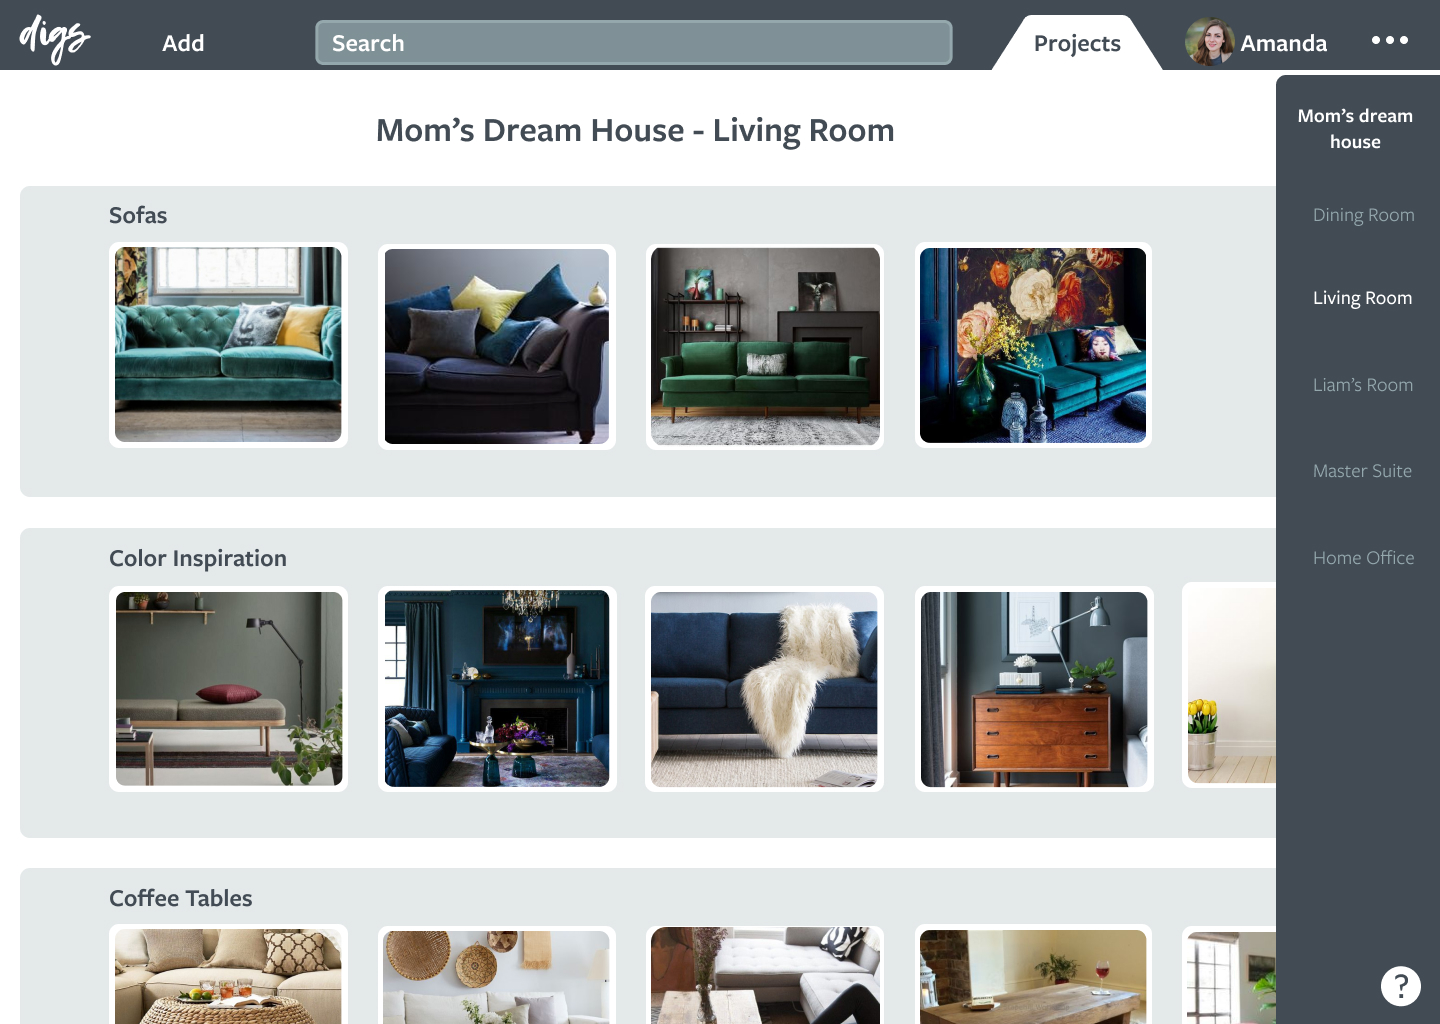 digs
Add
Search
Projects
Amanda
Mom’s Dream House - Living Room
Mom’s dream
house
Dining Room
Living Room
Liam’s Room
Master Suite
Home Office
Sofas
Color Inspiration
Coffee Tables
?